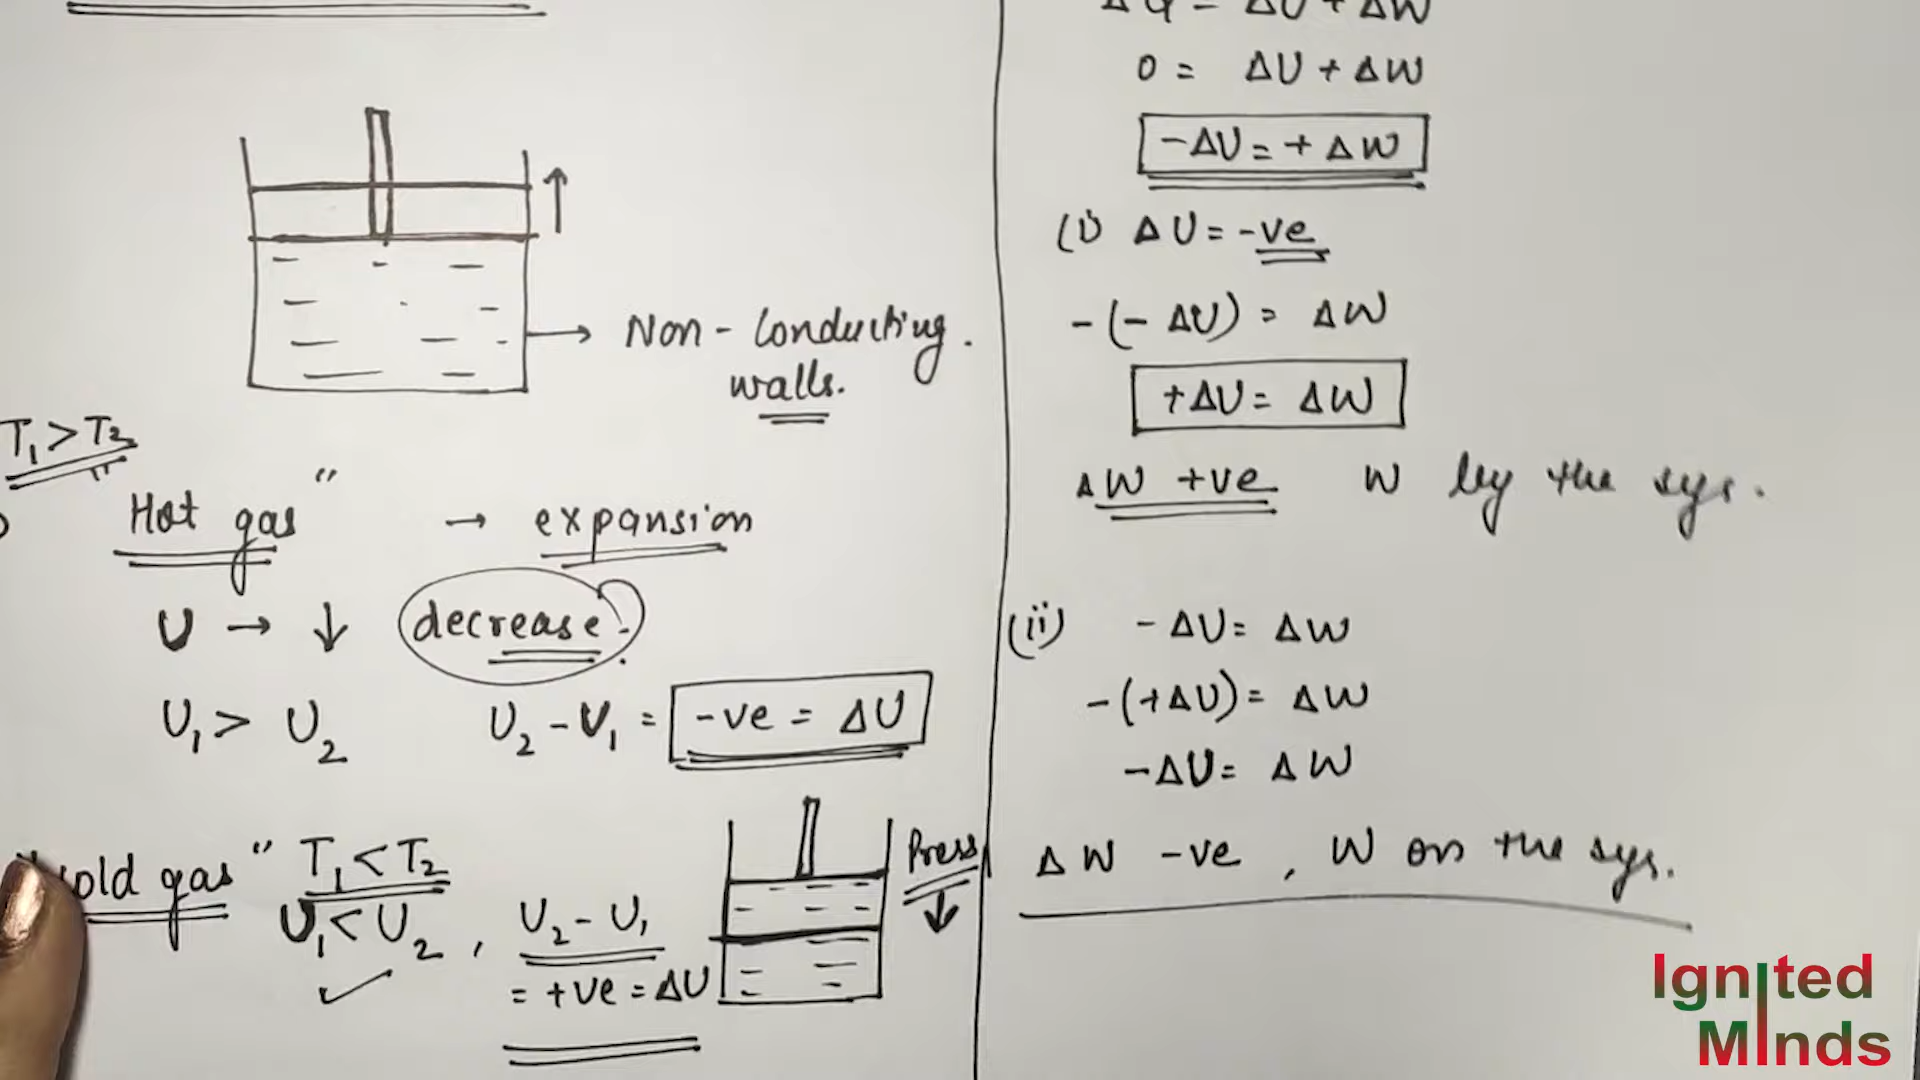 Non-Conducting
walls.
T₁ > T₂
"Hot gas" → expansion
U → ↓ decrease.
U₁ > U₂ U₂ - U₁ = -ve = ΔU
gas" T₁ < T₂
U₁ < U₂ , U₂ - U₁
= +ve = ΔU
Press
↓
ΔQ = ΔU + ΔW
0 = ΔU + ΔW
-ΔU = + ΔW
(i) ΔU = -ve
-(-ΔU) = ΔW
+ΔU = ΔW
ΔW +ve W by the sys.
(ii) -ΔU = ΔW
-(+ΔU) = ΔW
-ΔU = ΔW
ΔW -ve , W on the sys.
Ignited
Minds